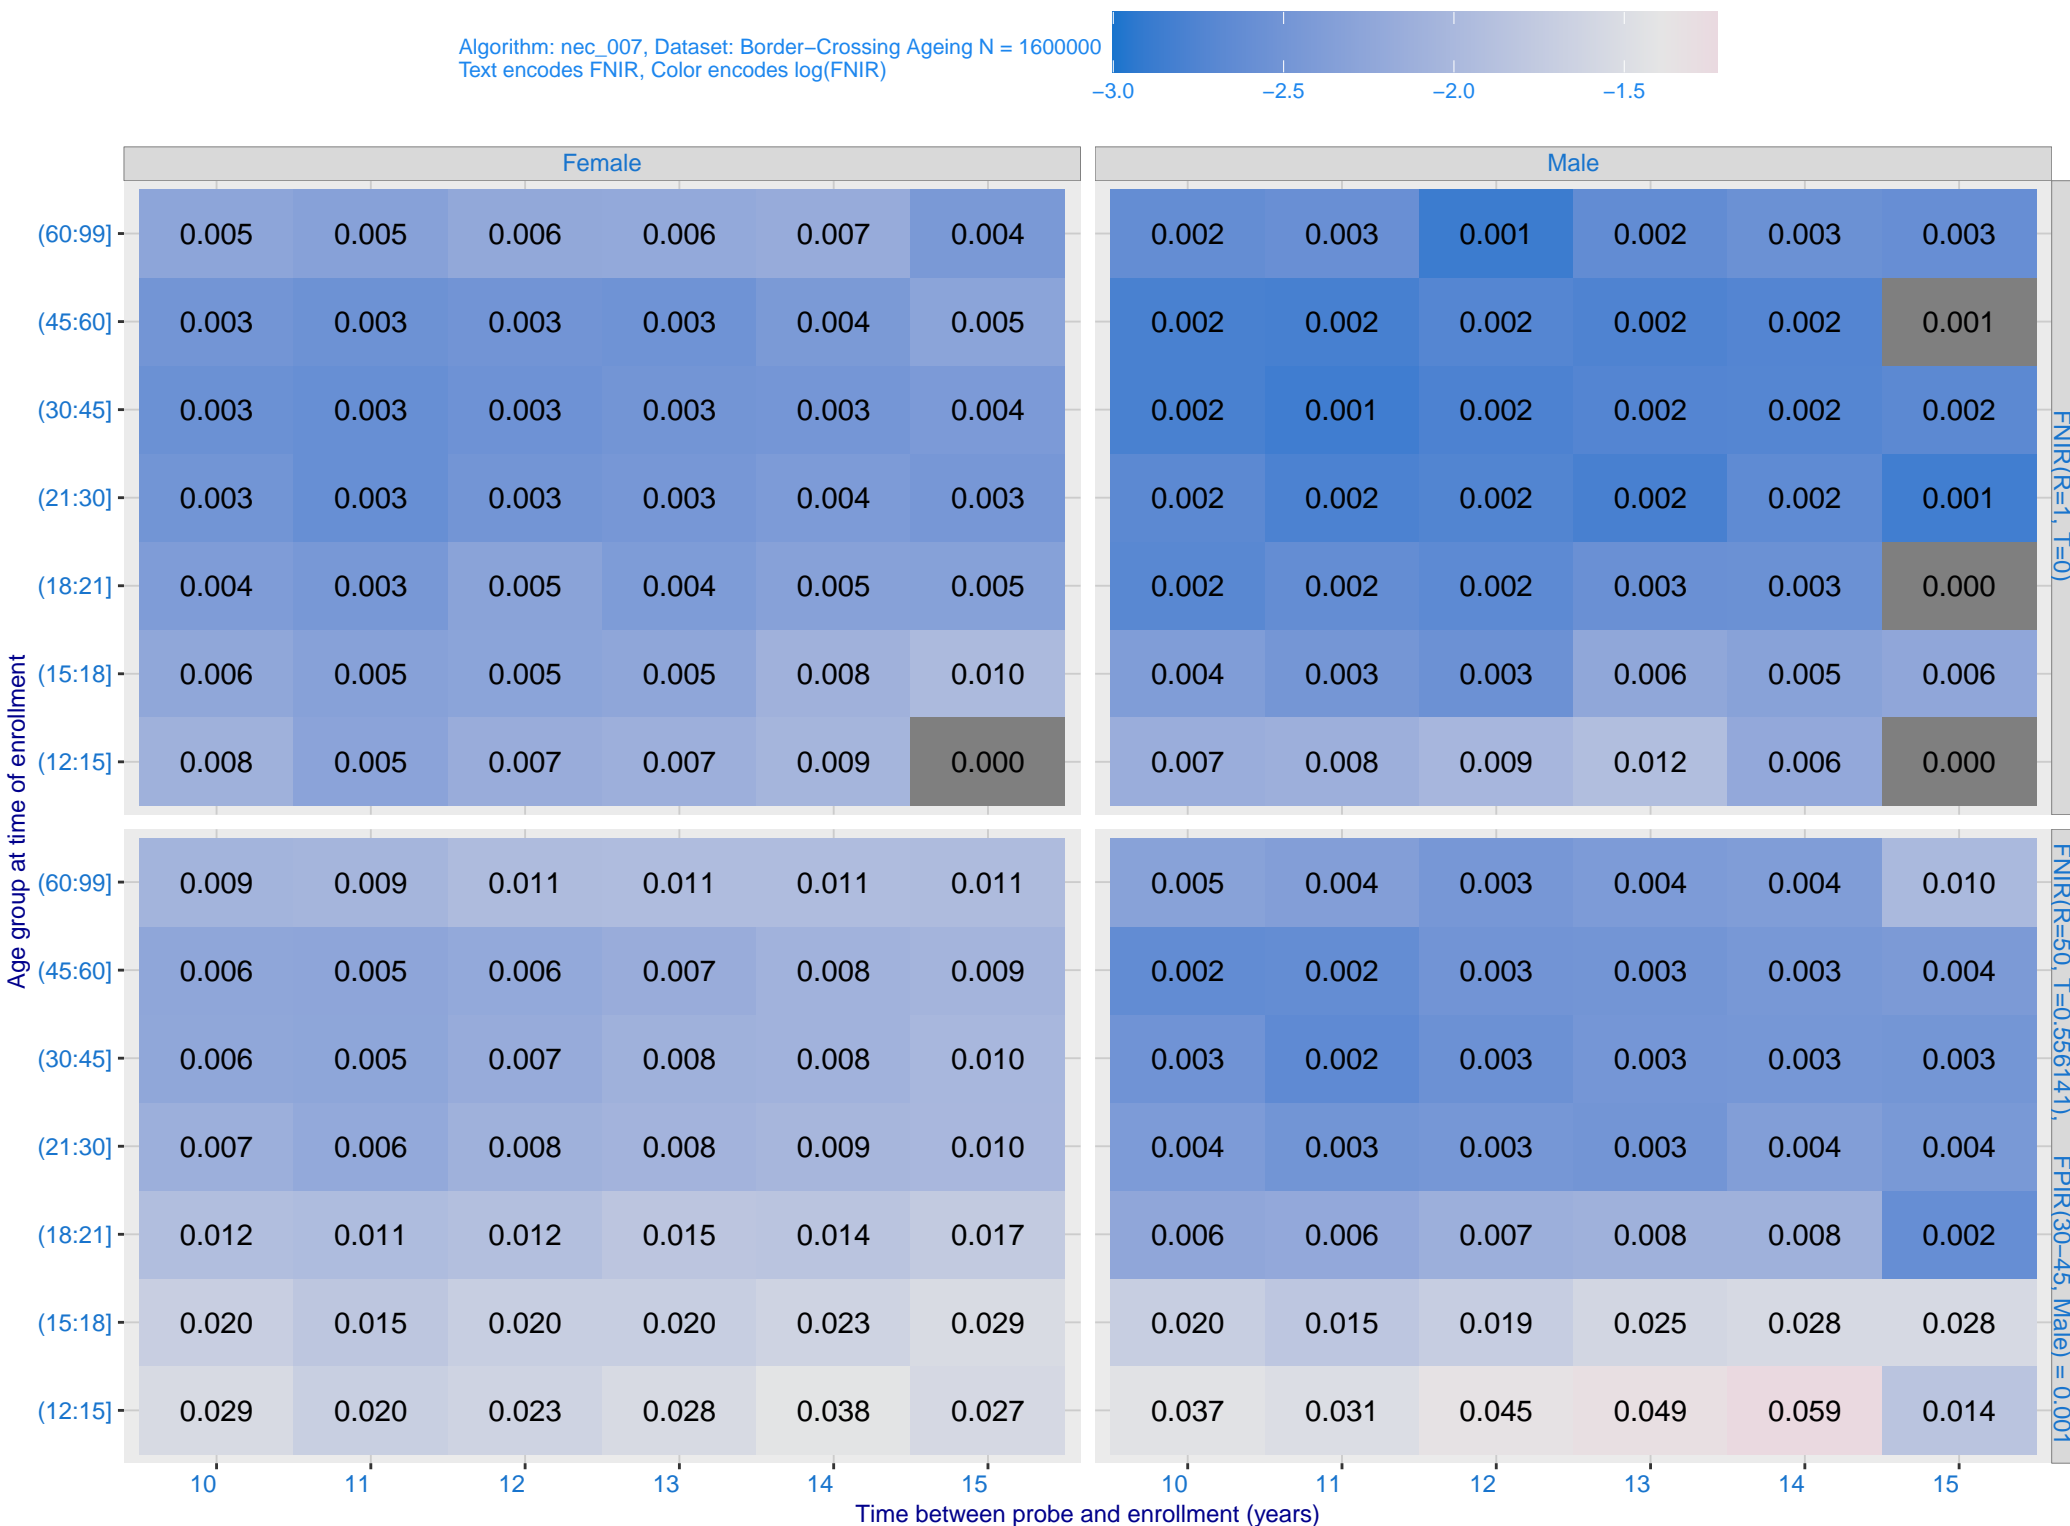 Algorithm: nec_007, Dataset: Border−Crossing Ageing N = 1600000
Text encodes FNIR, Color encodes log(FNIR)
−3.0 −2.5 −2.0 −1.5
Female Male
(60:99] 0.005 0.005 0.006 0.006 0.007 0.004 0.002 0.003 0.001 0.002 0.003 0.003
(45:60] 0.003 0.003 0.003 0.003 0.004 0.005 0.002 0.002 0.002 0.002 0.002 0.001
(30:45] 0.003 0.003 0.003 0.003 0.003 0.004 0.002 0.001 0.002 0.002 0.002 0.002
(21:30] 0.003 0.003 0.003 0.003 0.004 0.003 0.002 0.002 0.002 0.002 0.002 0.001
(18:21] 0.004 0.003 0.005 0.004 0.005 0.005 0.002 0.002 0.002 0.003 0.003 0.000
(15:18] 0.006 0.005 0.005 0.005 0.008 0.010 0.004 0.003 0.003 0.006 0.005 0.006
(12:15] 0.008 0.005 0.007 0.007 0.009 0.000 0.007 0.008 0.009 0.012 0.006 0.000
FNIR(R=1, T=0)
(60:99] 0.009 0.009 0.011 0.011 0.011 0.011 0.005 0.004 0.003 0.004 0.004 0.010
(45:60] 0.006 0.005 0.006 0.007 0.008 0.009 0.002 0.002 0.003 0.003 0.003 0.004
(30:45] 0.006 0.005 0.007 0.008 0.008 0.010 0.003 0.002 0.003 0.003 0.003 0.003
(21:30] 0.007 0.006 0.008 0.008 0.009 0.010 0.004 0.003 0.003 0.003 0.004 0.004
(18:21] 0.012 0.011 0.012 0.015 0.014 0.017 0.006 0.006 0.007 0.008 0.008 0.002
(15:18] 0.020 0.015 0.020 0.020 0.023 0.029 0.020 0.015 0.019 0.025 0.028 0.028
(12:15] 0.029 0.020 0.023 0.028 0.038 0.027 0.037 0.031 0.045 0.049 0.059 0.014
FNIR(R=50, T=0.556141), FPIR(30−45, Male) = 0.001
10 11 12 13 14 15 10 11 12 13 14 15
Time between probe and enrollment (years)
Age group at time of enrollment